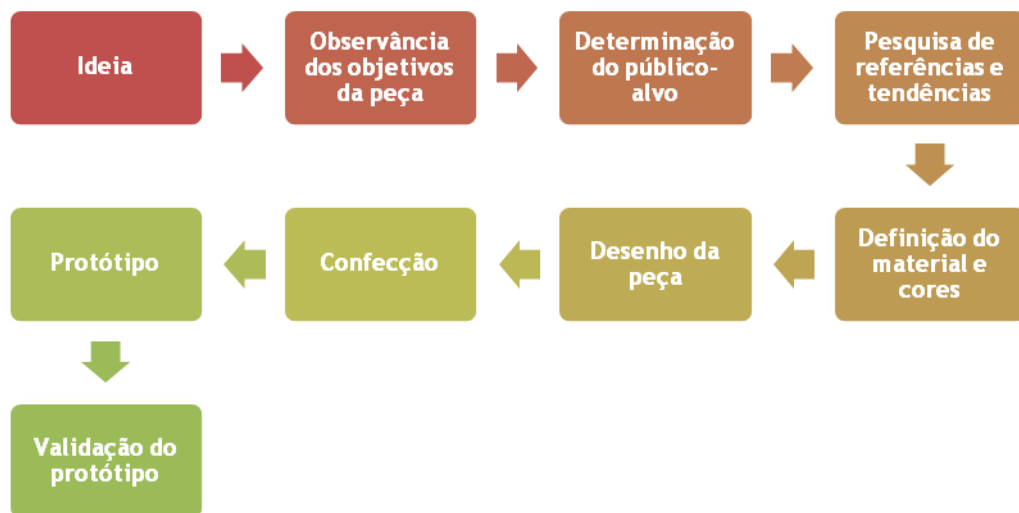 Ideia
Observância
dos objetivos
da peça
Determinação
do público-
alvo
Pesquisa de
referências e
tendências
Definição do
material e
cores
Desenho da
peça
Confecção
Protótipo
Validação do
protótipo